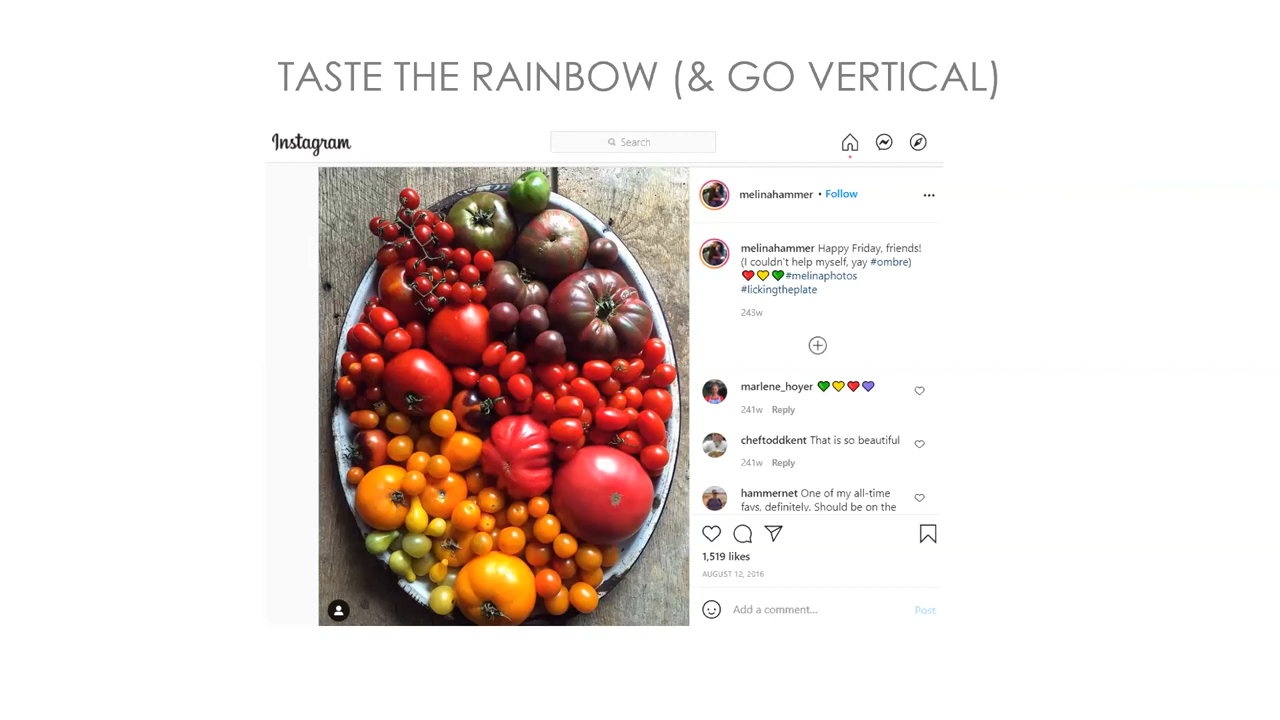 TASTE THE RAINBOW (& GO VERTICAL)
Instagram
Search
melinahammer • Follow
melinahammer Happy Friday, friends!
(I couldn't help myself, yay #ombre)
❤️💛💚#melinaphotos
#lickingtheplate
243w
marlene_hoyer 💚💛❤️💜
241w Reply
cheftoddkent That is so beautiful
241w Reply
hammernet One of my all-time
favs, definitely. Should be on the
1,519 likes
AUGUST 12, 2016
Add a comment... Post